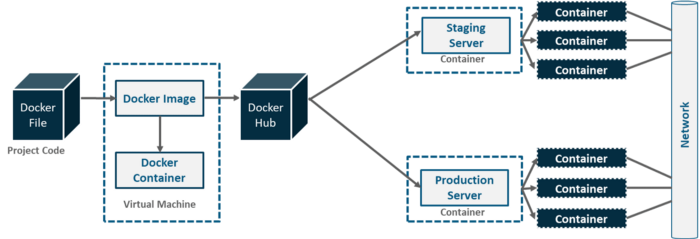 Docker
File
Project Code
Docker Image
Docker
Container
Virtual Machine
Docker
Hub
Staging
Server
Container
Container
Container
Container
Production
Server
Container
Container
Container
Container
Network